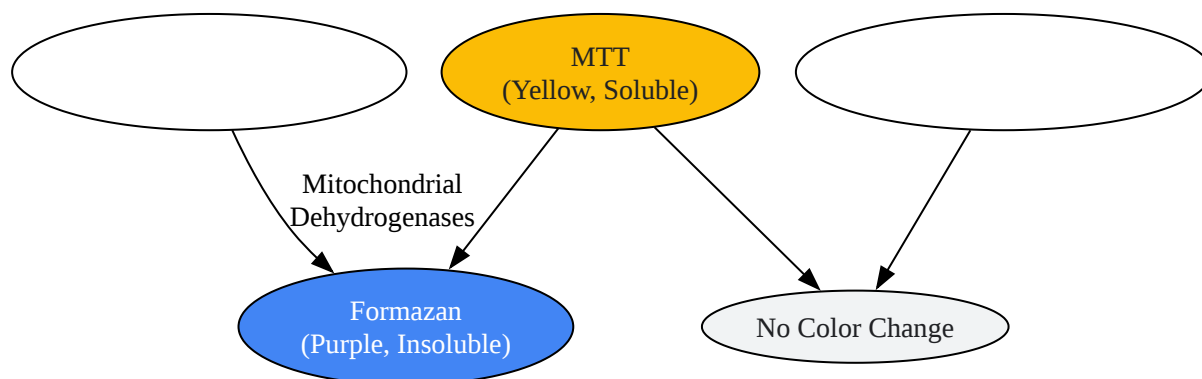 MTT
(Yellow, Soluble)
Mitochondrial
Dehydrogenases
Formazan
(Purple, Insoluble)
No Color Change